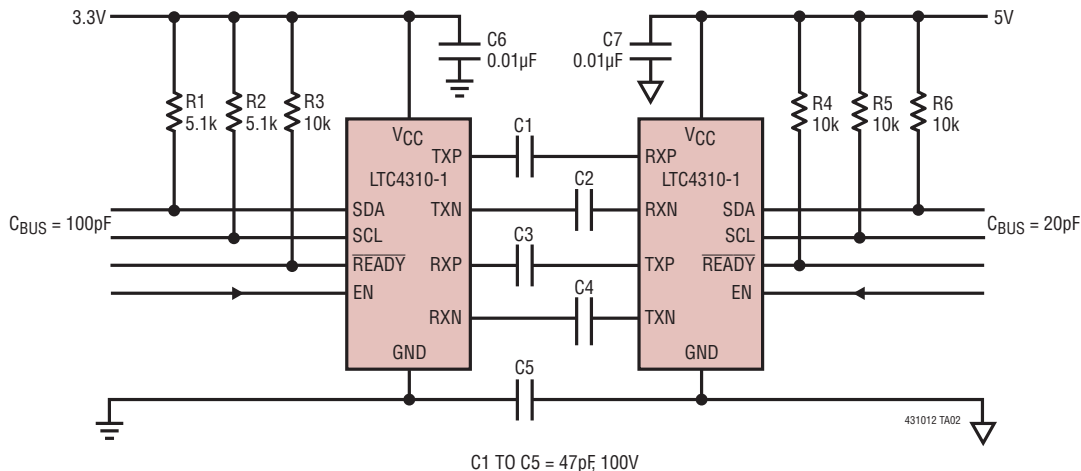 3.3V
5V
C6
0.01µF
C7
0.01µF
R1
5.1k
R2
5.1k
R3
10k
R4
10k
R5
10k
R6
10k
VCC
TXP
LTC4310-1
SDA
TXN
SCL
RXP
READY
EN
RXN
GND
C1
C2
C3
C4
C5
VCC
RXP
LTC4310-1
RXN
SDA
SCL
TXP
READY
EN
TXN
GND
CBUS = 100pF
CBUS = 20pF
431012 TA02
C1 TO C5 = 47pF, 100V